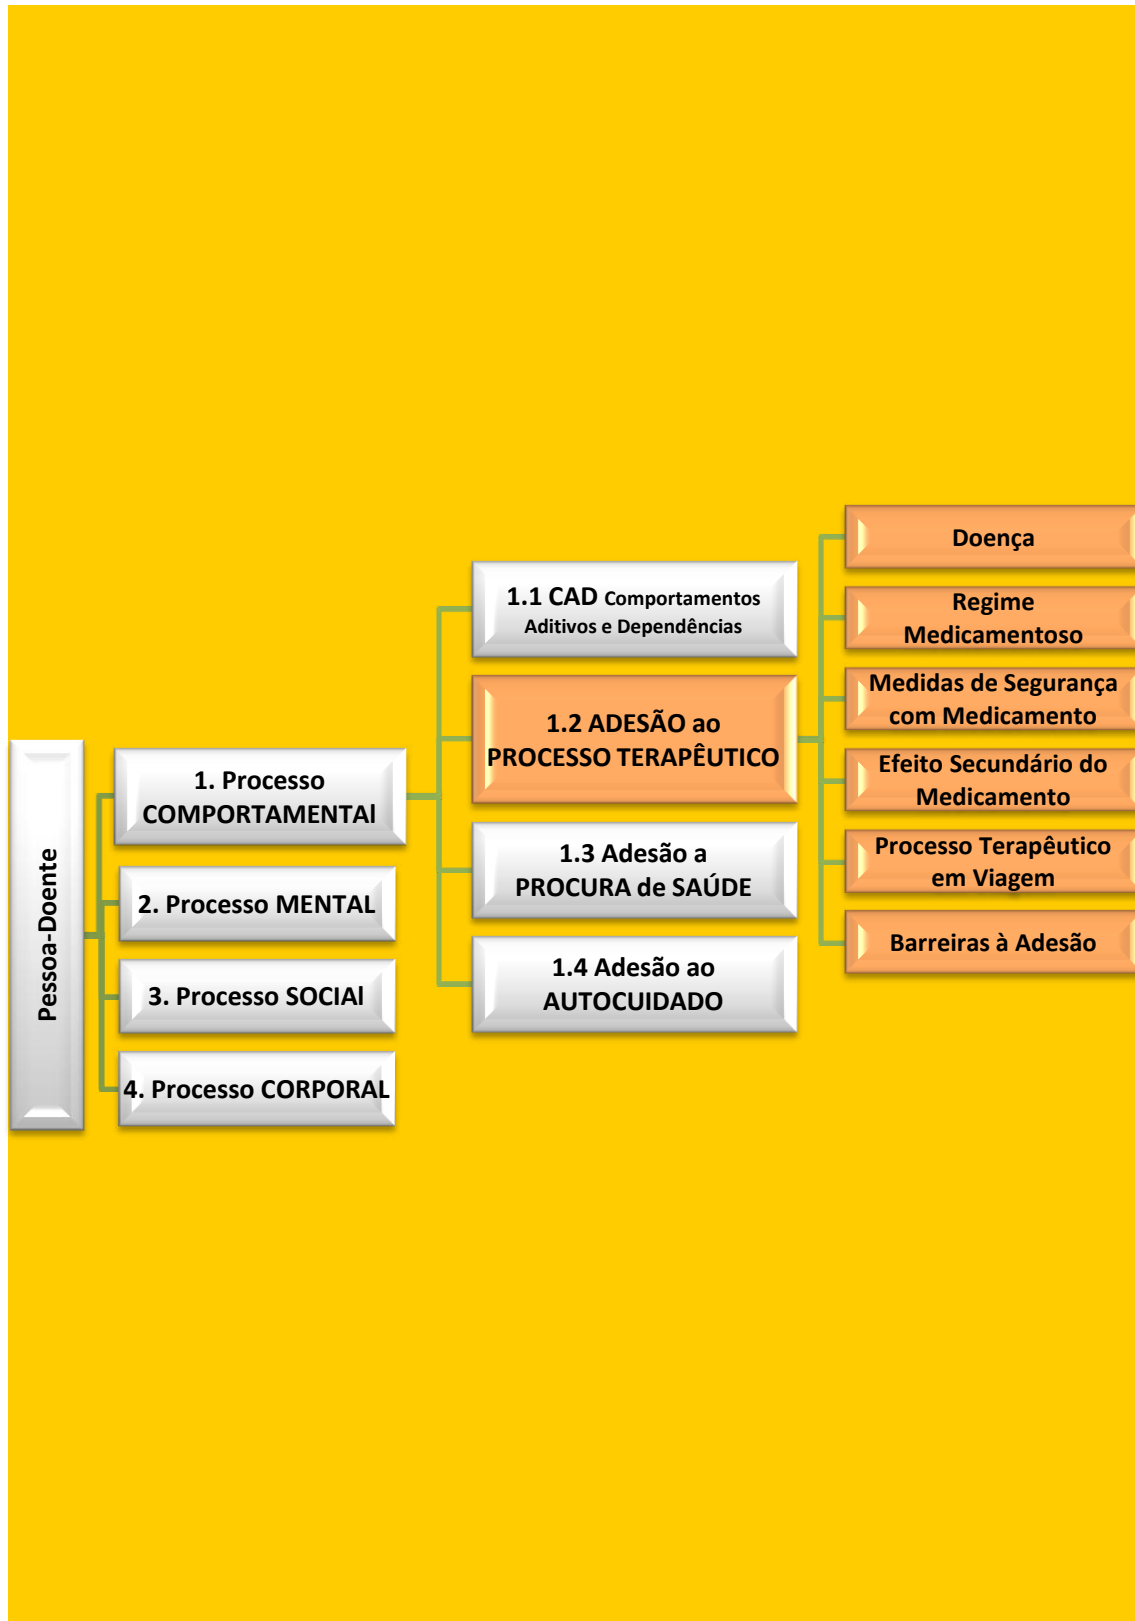 Pessoa-Doente
1. Processo
COMPORTAMENTAl
2. Processo MENTAL
3. Processo SOCIAl
4. Processo CORPORAL
1.1 CAD Comportamentos
Aditivos e Dependências
1.2 ADESÃO ao
PROCESSO TERAPÊUTICO
1.3 Adesão a
PROCURA de SAÚDE
1.4 Adesão ao
AUTOCUIDADO
Doença
Regime
Medicamentoso
Medidas de Segurança
com Medicamento
Efeito Secundário do
Medicamento
Processo Terapêutico
em Viagem
Barreiras à Adesão